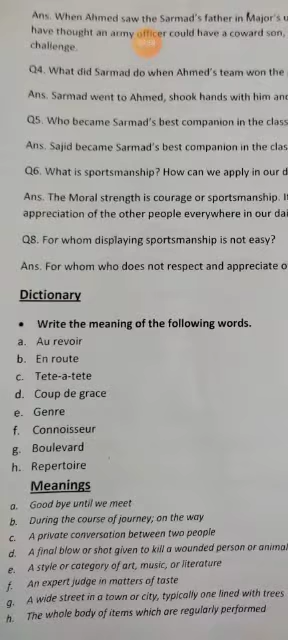 Ans. When Ahmed saw the Sarmad's father in Major's
have thought an army officer could have a coward son,
challenge.
Q4. What did Sarmad do when Ahmed's team won the
Ans. Sarmad went to Ahmed, shook hands with him
Q5. Who became Sarmad's best companion in the class
Ans. Sajid became Sarmad's best companion in the
Q6. What is sportsmanship? How can we apply in our
Ans. The Moral strength is courage or sportsmanship.
appreciation of the other people everywhere in our
Q8. For whom displaying sportsmanship is not easy?
Ans. For whom who does not respect and appreciate
Dictionary
• Write the meaning of the following words.
a. Au revoir
b. En route
c. Tete-a-tete
d. Coup de grace
e. Genre
f. Connoisseur
g. Boulevard
h. Repertoire
Meanings
a. Good bye until we meet
b. During the course of journey; on the way
c. A private conversation between two people
d. A final blow or shot given to kill a wounded person or animal
e. A style or category of art, music, or literature
f. An expert judge in matters of taste
g. A wide street in a town or city, typically one lined with trees
h. The whole body of items which are regularly performed